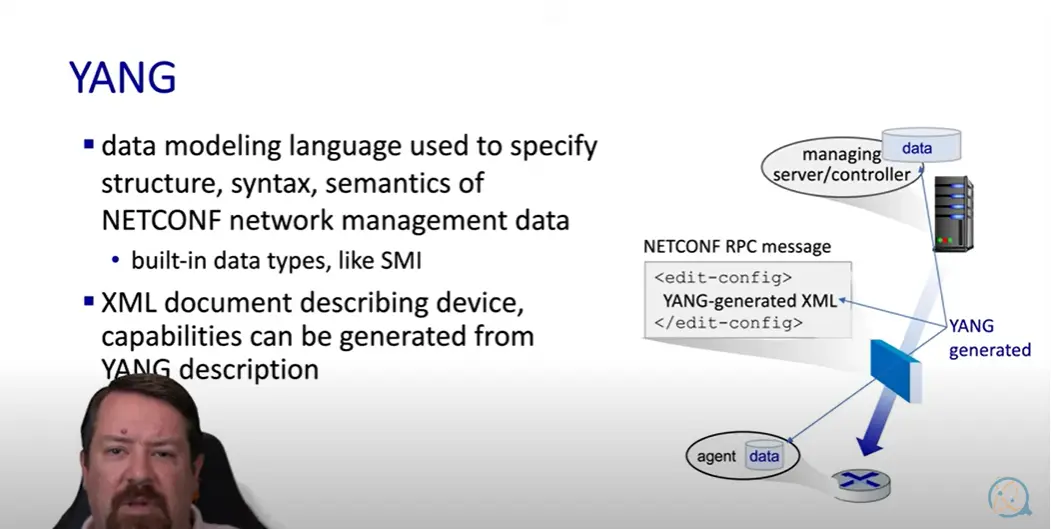 YANG
data modeling language used to specify
structure, syntax, semantics of
NETCONF network management data
built-in data types, like SMI
XML document describing device,
capabilities can be generated from
YANG description
data
managing
server/controller
NETCONF RPC message
<edit-config>
YANG-generated XML
</edit-config>
YANG
generated
agent
data